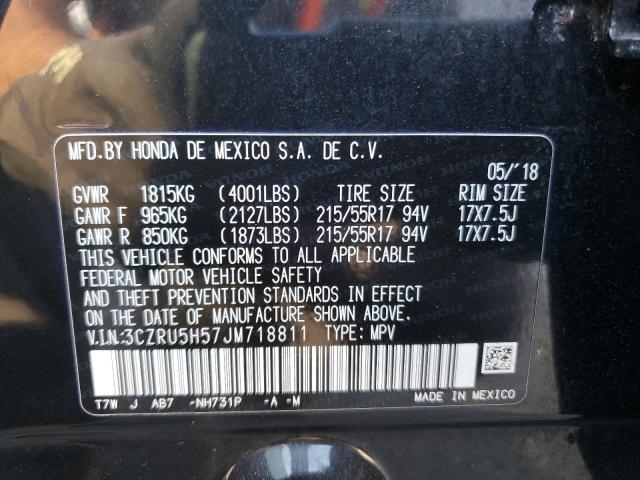 MFD.BY HONDA DE MEXICO S.A. DE C.V.
05/'18
GVWR 1815KG (4001LBS) TIRE SIZE RIM SIZE
GAWR F 965KG (2127LBS) 215/55R17 94V 17X7.5J
GAWR R 850KG (1873LBS) 215/55R17 94V 17X7.5J
THIS VEHICLE CONFORMS TO ALL APPLICABLE
FEDERAL MOTOR VEHICLE SAFETY
AND THEFT PREVENTION STANDARDS IN EFFECT
ON THE DATE OF MANUFACTURE SHOWN ABOVE.
V.I.N.:3CZRU5H57JM718811 TYPE: MPV
T7W J AB7 -NH731P -A -M
MADE IN MEXICO